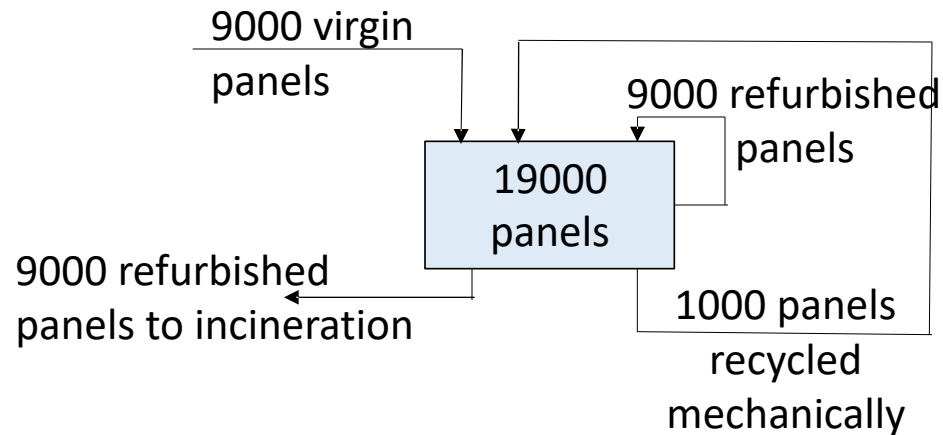 9000 virgin
panels
9000 refurbished
panels
19000
panels
9000 refurbished
panels to incineration
1000 panels
recycled
mechanically